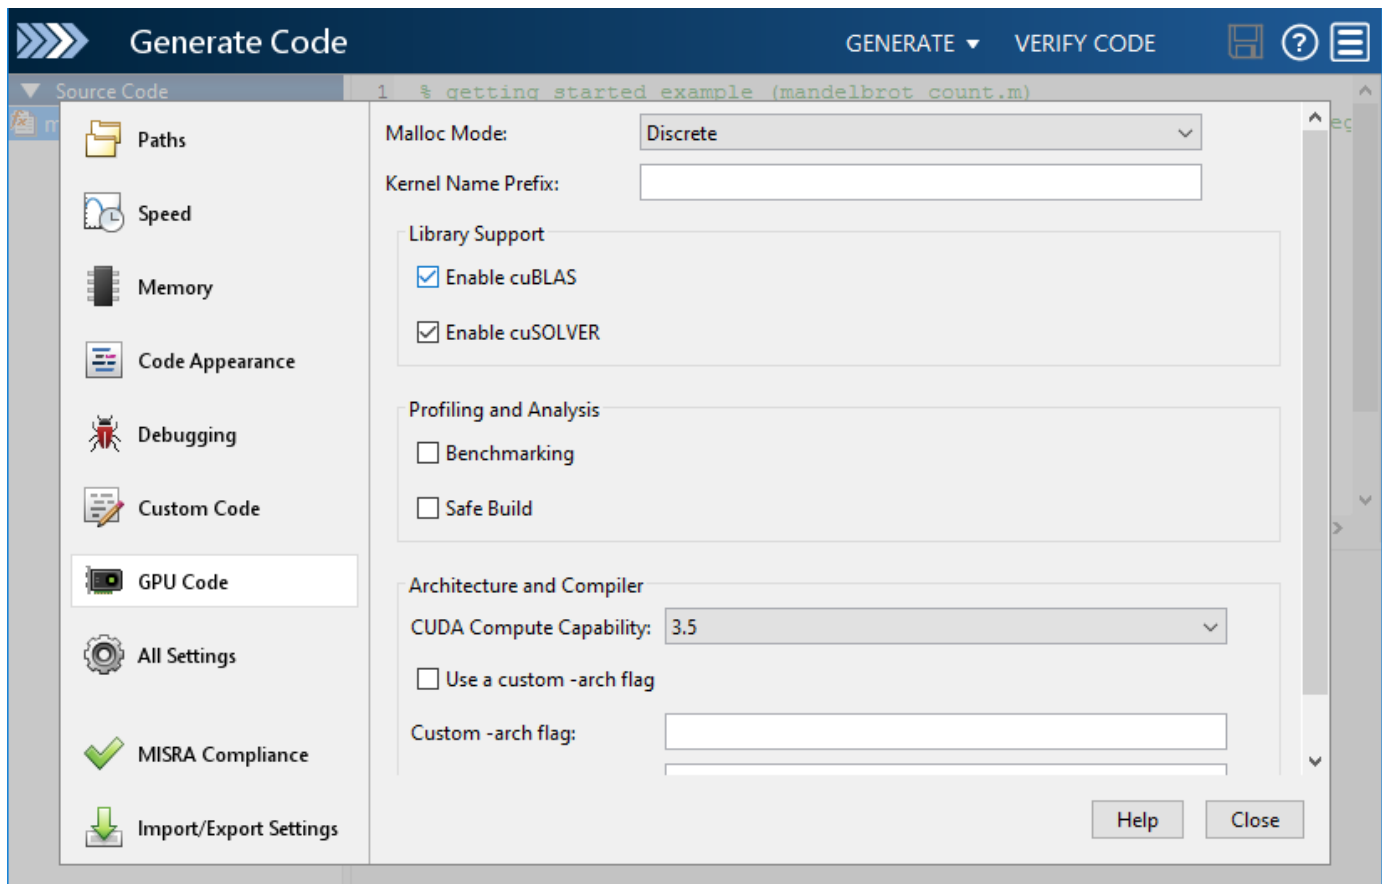 Generate Code
GENERATE
VERIFY CODE
?
Source Code
1 % getting started example (mandelbrot_count.m)
Paths
Speed
Memory
Code Appearance
Debugging
Custom Code
GPU Code
All Settings
MISRA Compliance
Import/Export Settings
Malloc Mode: Discrete
Kernel Name Prefix:
Library Support
Enable cuBLAS
Enable cuSOLVER
Profiling and Analysis
Benchmarking
Safe Build
Architecture and Compiler
CUDA Compute Capability: 3.5
Use a custom -arch flag
Custom -arch flag:
Help
Close